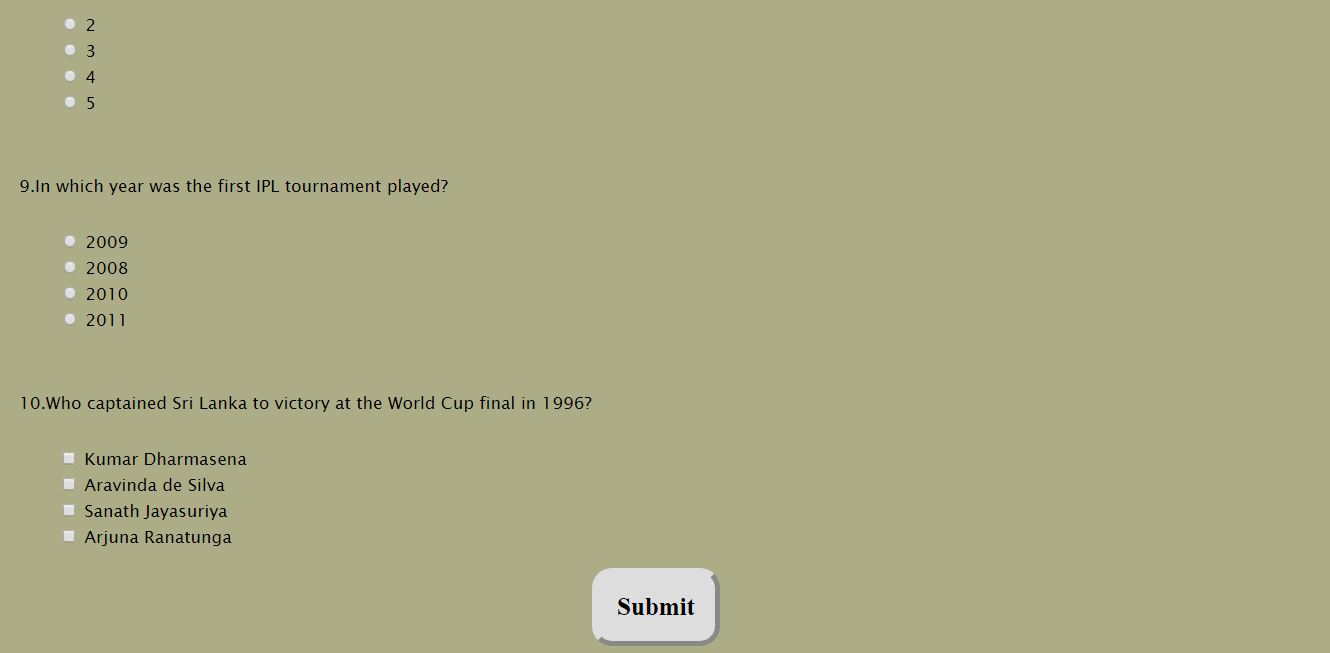 2
3
4
5
9.In which year was the first IPL tournament played?
2009
2008
2010
2011
10.Who captained Sri Lanka to victory at the World Cup final in 1996?
Kumar Dharmasena
Aravinda de Silva
Sanath Jayasuriya
Arjuna Ranatunga
Submit